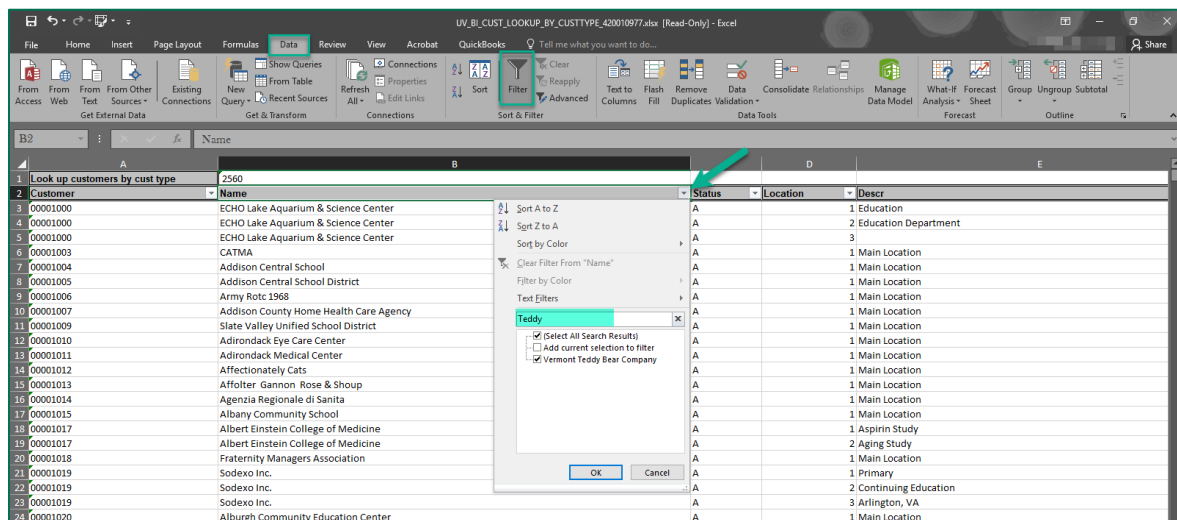 UV_BI_CUST_LOOKUP_BY_CUSTTYPE_420010977.xlsx [Read-Only] - Excel
File Home Insert Page Layout Formulas Data Review View Acrobat QuickBooks Tell me what you want to do... Share
From Access
From Web
From Text
From Other Sources
Existing Connections
Get External Data
New Query
Show Queries
From Table
Recent Sources
Get & Transform
Refresh All
Connections
Properties
Edit Links
Connections
Sort
Filter
Clear
Reapply
Advanced
Sort & Filter
Text to Columns
Flash Fill
Remove Duplicates
Data Validation
Consolidate
Relationships
Manage Data Model
Data Tools
What-If Analysis
Forecast Sheet
Forecast
Group
Ungroup
Subtotal
Outline
B2 fx Name
A B D E
1 Look up customers by cust type 2560
2 Customer Name Status Location Descr
3 00001000 ECHO Lake Aquarium & Science Center A 1 Education
4 00001000 ECHO Lake Aquarium & Science Center A 2 Education Department
5 00001000 ECHO Lake Aquarium & Science Center A 3
6 00001003 CATMA A 1 Main Location
7 00001004 Addison Central School A 1 Main Location
8 00001005 Addison Central School District A 1 Main Location
9 00001006 Army Rotc 1968 A 1 Main Location
10 00001007 Addison County Home Health Care Agency A 1 Main Location
11 00001009 Slate Valley Unified School District A 1 Main Location
12 00001010 Adirondack Eye Care Center A 1 Main Location
13 00001011 Adirondack Medical Center A 1 Main Location
14 00001012 Affectionately Cats A 1 Main Location
15 00001013 Affolter Gannon Rose & Shoup A 1 Main Location
16 00001014 Agenzia Regionale di Sanita A 1 Main Location
17 00001015 Albany Community School A 1 Main Location
18 00001017 Albert Einstein College of Medicine A 1 Aspirin Study
19 00001017 Albert Einstein College of Medicine A 2 Aging Study
20 00001018 Fraternity Managers Association A 1 Main Location
21 00001019 Sodexo Inc. A 1 Primary
22 00001019 Sodexo Inc. A 2 Continuing Education
23 00001019 Sodexo Inc. A 3 Arlington, VA
24 00001020 Alburgh Community Education Center A 1 Main Location
Sort A to Z
Sort Z to A
Sort by Color
Clear Filter From "Name"
Filter by Color
Text Filters
Teddy
(Select All Search Results)
Add current selection to filter
Vermont Teddy Bear Company
OK Cancel